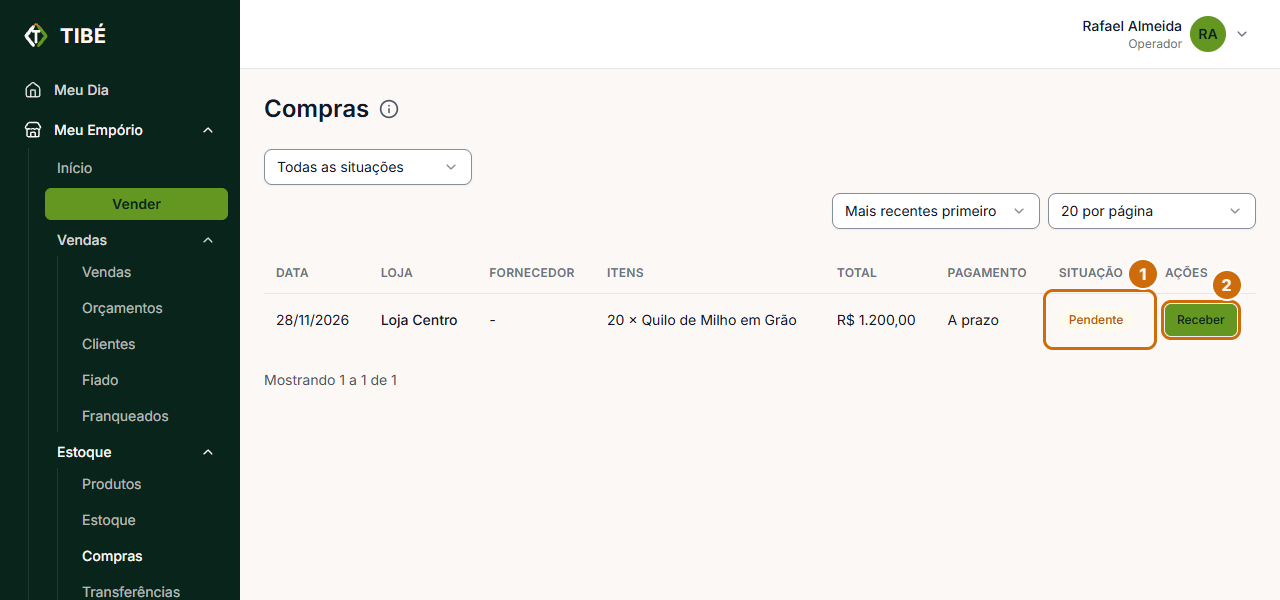 TIBÉ
Rafael Almeida
Operador
RA
Meu Dia
Meu Empório
Início
Vender
Vendas
Vendas
Orçamentos
Clientes
Fiado
Franqueados
Estoque
Produtos
Estoque
Compras
Transferências
Compras
Todas as situações
Mais recentes primeiro
20 por página
DATA LOJA FORNECEDOR ITENS TOTAL PAGAMENTO SITUAÇÃO 1 AÇÕES 2
28/11/2026 Loja Centro - 20 × Quilo de Milho em Grão R$ 1.200,00 A prazo Pendente Receber
Mostrando 1 a 1 de 1